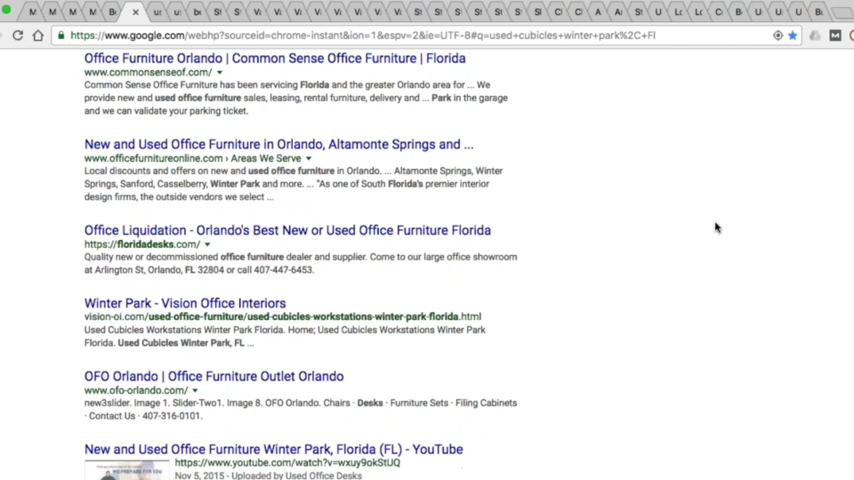 M
M
M
M
Be
https://www.google.com/webhp?sourceid=chrome-instant&ion=1&espv=2&ie=UTF-8#q=used+cubicles+winter+park%2C+Fl
Office Furniture Orlando | Common Sense Office Furniture | Florida
www.commonsenseof.com/
Common Sense Office Furniture has been servicing Florida and the greater Orlando area for ... We
provide new and used office furniture sales, leasing, rental furniture, delivery and ... Park in the garage
and we can validate your parking ticket.
New and Used Office Furniture in Orlando, Altamonte Springs and ...
www.officefurnitureonline.com › Areas We Serve
Local discounts and offers on new and used office furniture in Orlando. ... Altamonte Springs, Winter
Springs, Sanford, Casselberry, Winter Park and more. ... "As one of South Florida's premier interior
design firms, the outside vendors we select ...
Office Liquidation - Orlando's Best New or Used Office Furniture Florida
https://floridadesks.com/
Quality new or decommissioned office furniture dealer and supplier. Come to our large office showroom
at Arlington St, Orlando, FL 32804 or call 407-447-6453.
Winter Park - Vision Office Interiors
vision-oi.com/used-office-furniture/used-cubicles-workstations-winter-park-florida.html
Used Cubicles Workstations Winter Park Florida. Home; Used Cubicles Workstations Winter Park
Florida. Used Cubicles Winter Park, FL ...
OFO Orlando | Office Furniture Outlet Orlando
www.ofo-orlando.com/
new3slider. Image 1. Slider-Two1. Image 8. OFO Orlando. Chairs · Desks · Furniture Sets · Filing Cabinets
· Contact Us · 407-316-0101.
New and Used Office Furniture Winter Park, Florida (FL) - YouTube
https://www.youtube.com/watch?v=wxuy9okStUQ
Nov 5, 2015 - Uploaded by Used Office Desks